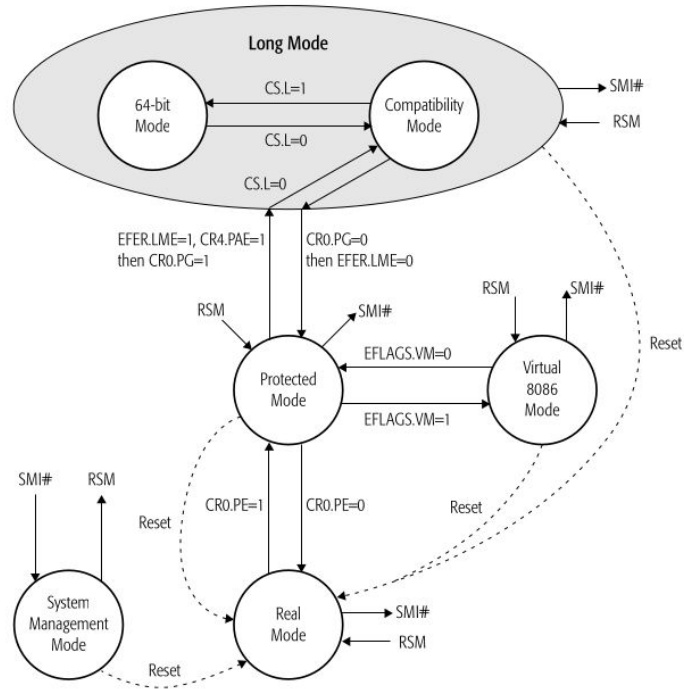 Long Mode
SMI#
CS.L=1
64-bit
Mode
Compatibility
Mode
RSM
CS.L=0
CS.L=0
EFER.LME=1, CR4.PAE=1
then CR0.PG=1
CR0.PG=0
then EFER.LME=0
RSM
SMI#
RSM
SMI#
Reset
EFLAGS.VM=0
Protected
Mode
Virtual
8086
Mode
EFLAGS.VM=1
SMI#
RSM
CR0.PE=1
CR0.PE=0
Reset
Reset
System
Management
Mode
Real
Mode
SMI#
RSM
Reset